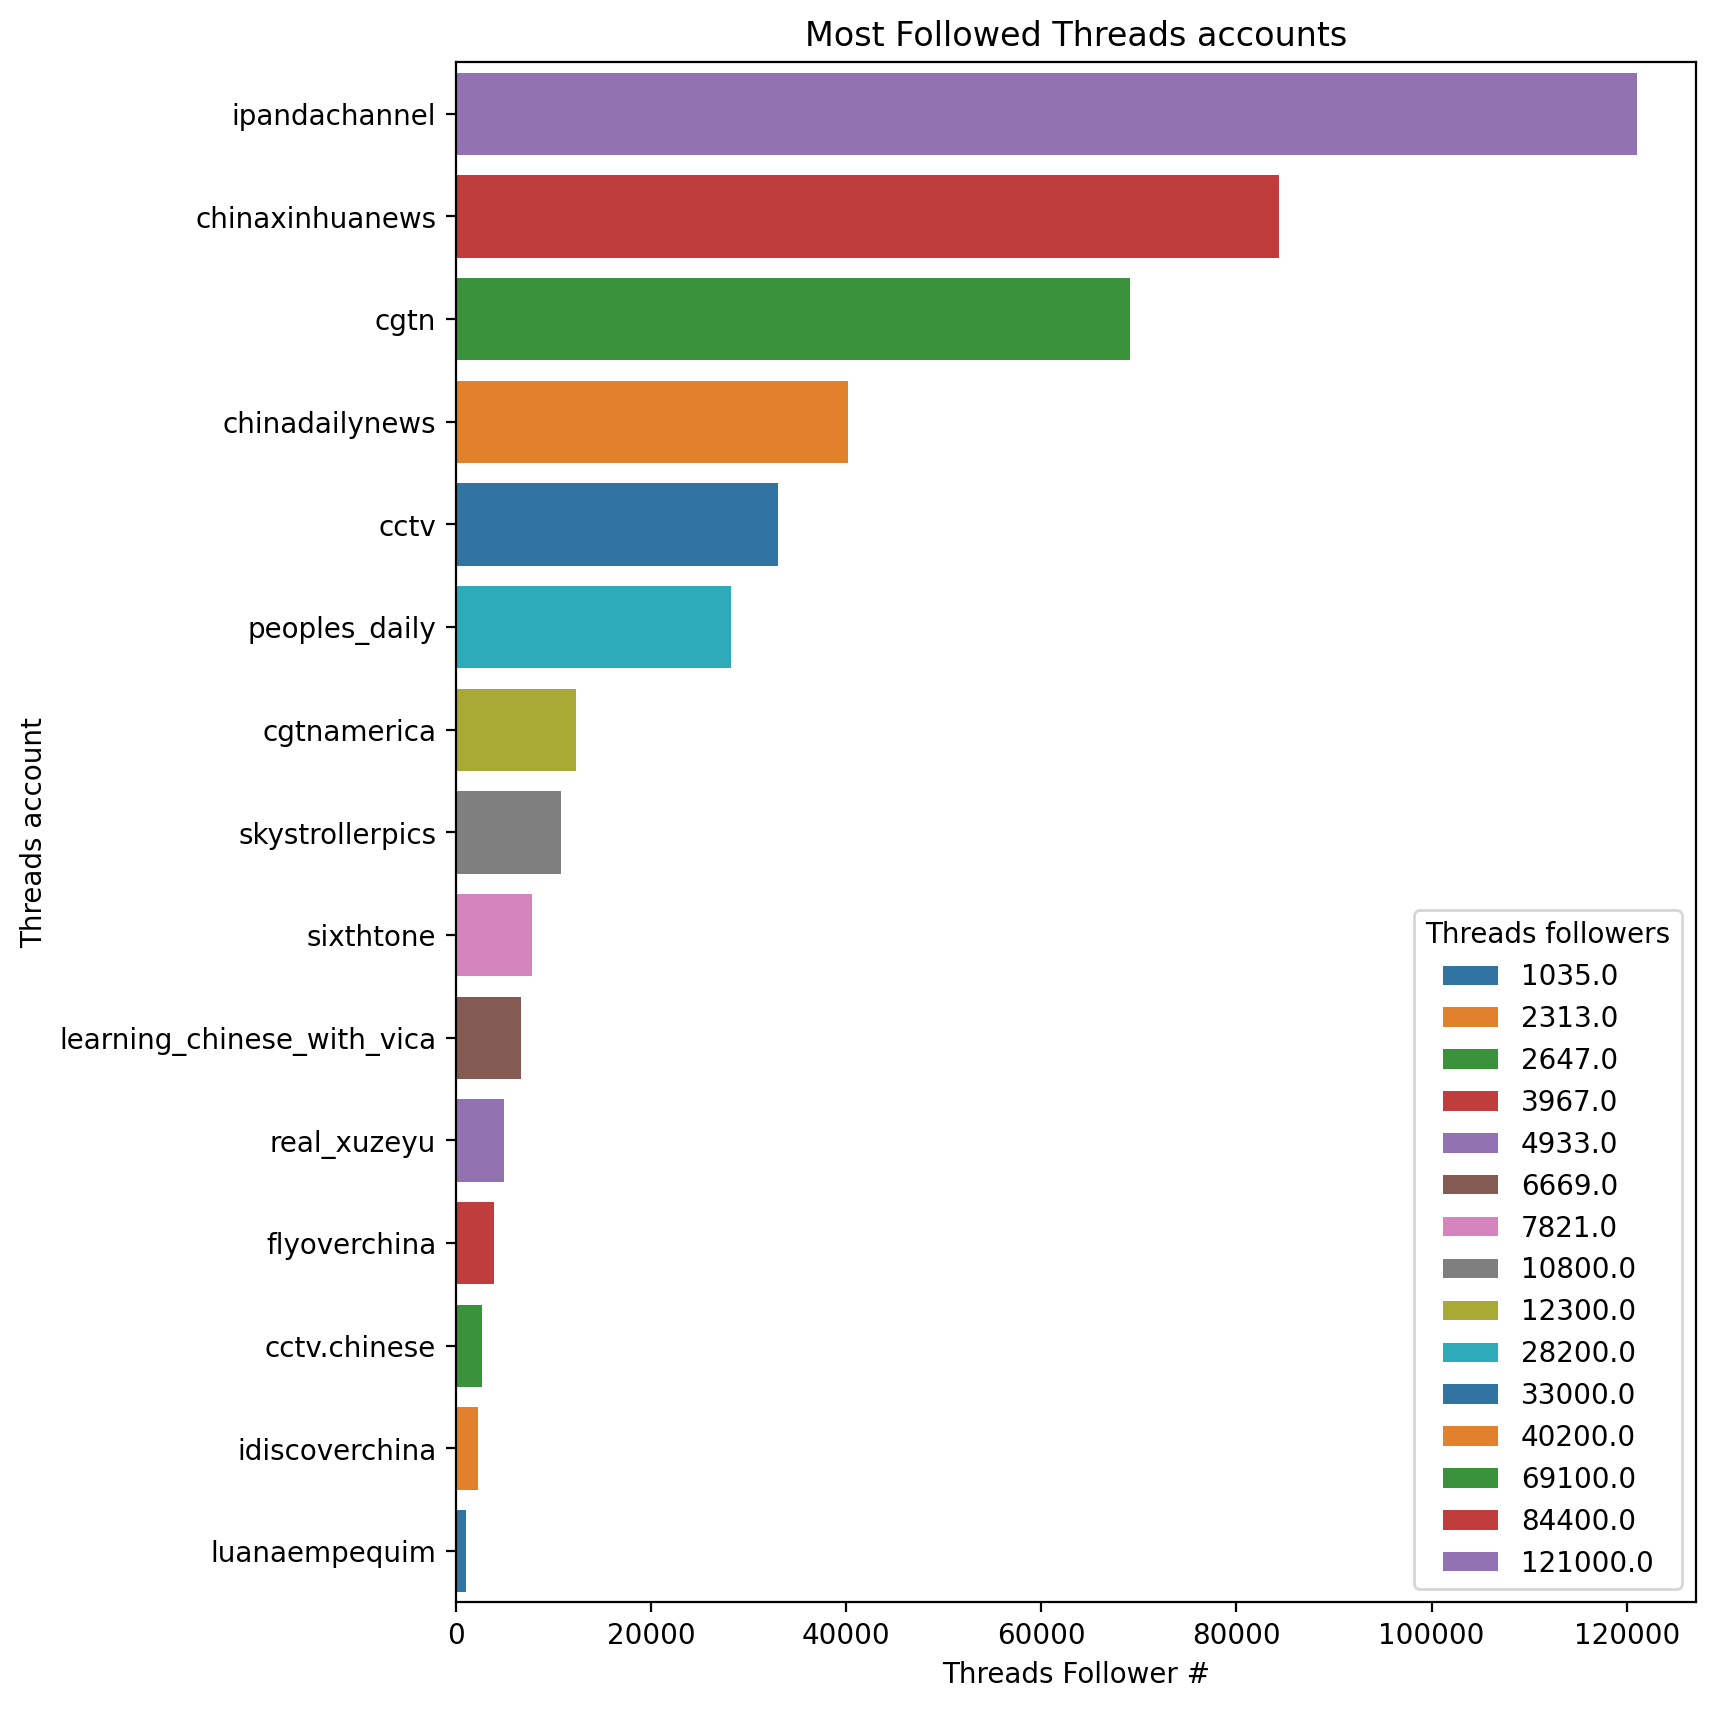 Most Followed Threads accounts
Threads account
ipandachannel
chinaxinhuanews
cgtn
chinadailynews
cctv
peoples_daily
cgtnamerica
skystrollerpics
sixthtone
learning_chinese_with_vica
real_xuzeyu
flyoverchina
cctv.chinese
idiscoverchina
luanaempequim
Threads followers
1035.0
2313.0
2647.0
3967.0
4933.0
6669.0
7821.0
10800.0
12300.0
28200.0
33000.0
40200.0
69100.0
84400.0
121000.0
0 20000 40000 60000 80000 100000 120000
Threads Follower #